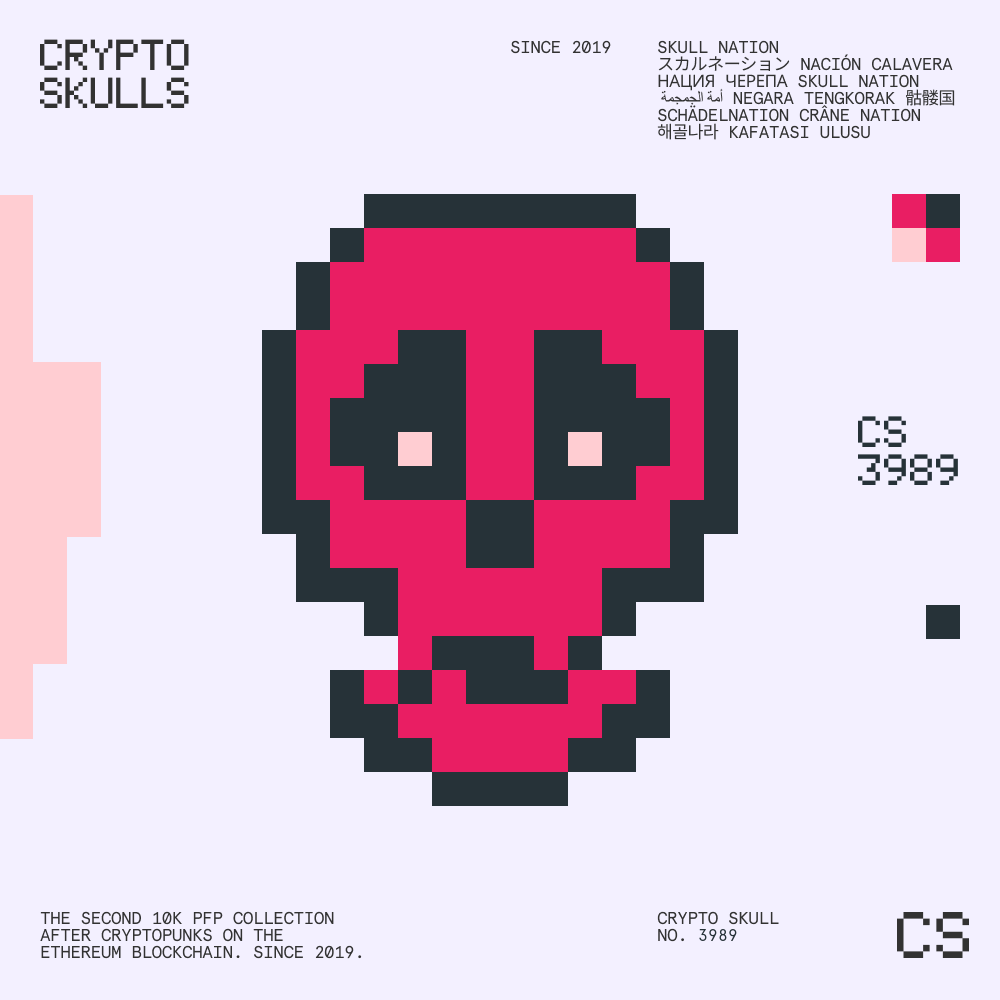 CRYPTO
SKULLS
SINCE 2019
SKULL NATION
スカルネーション NACIÓN CALAVERA
НАЦИЯ ЧЕРЕПА SKULL NATION
أمة الجمجمة NEGARA TENGKORAK 骷髅国
SCHÄDELNATION CRÂNE NATION
해골나라 KAFATASI ULUSU
CS
3989
THE SECOND 10K PFP COLLECTION
AFTER CRYPTOPUNKS ON THE
ETHEREUM BLOCKCHAIN. SINCE 2019.
CRYPTO SKULL
NO. 3989
CS